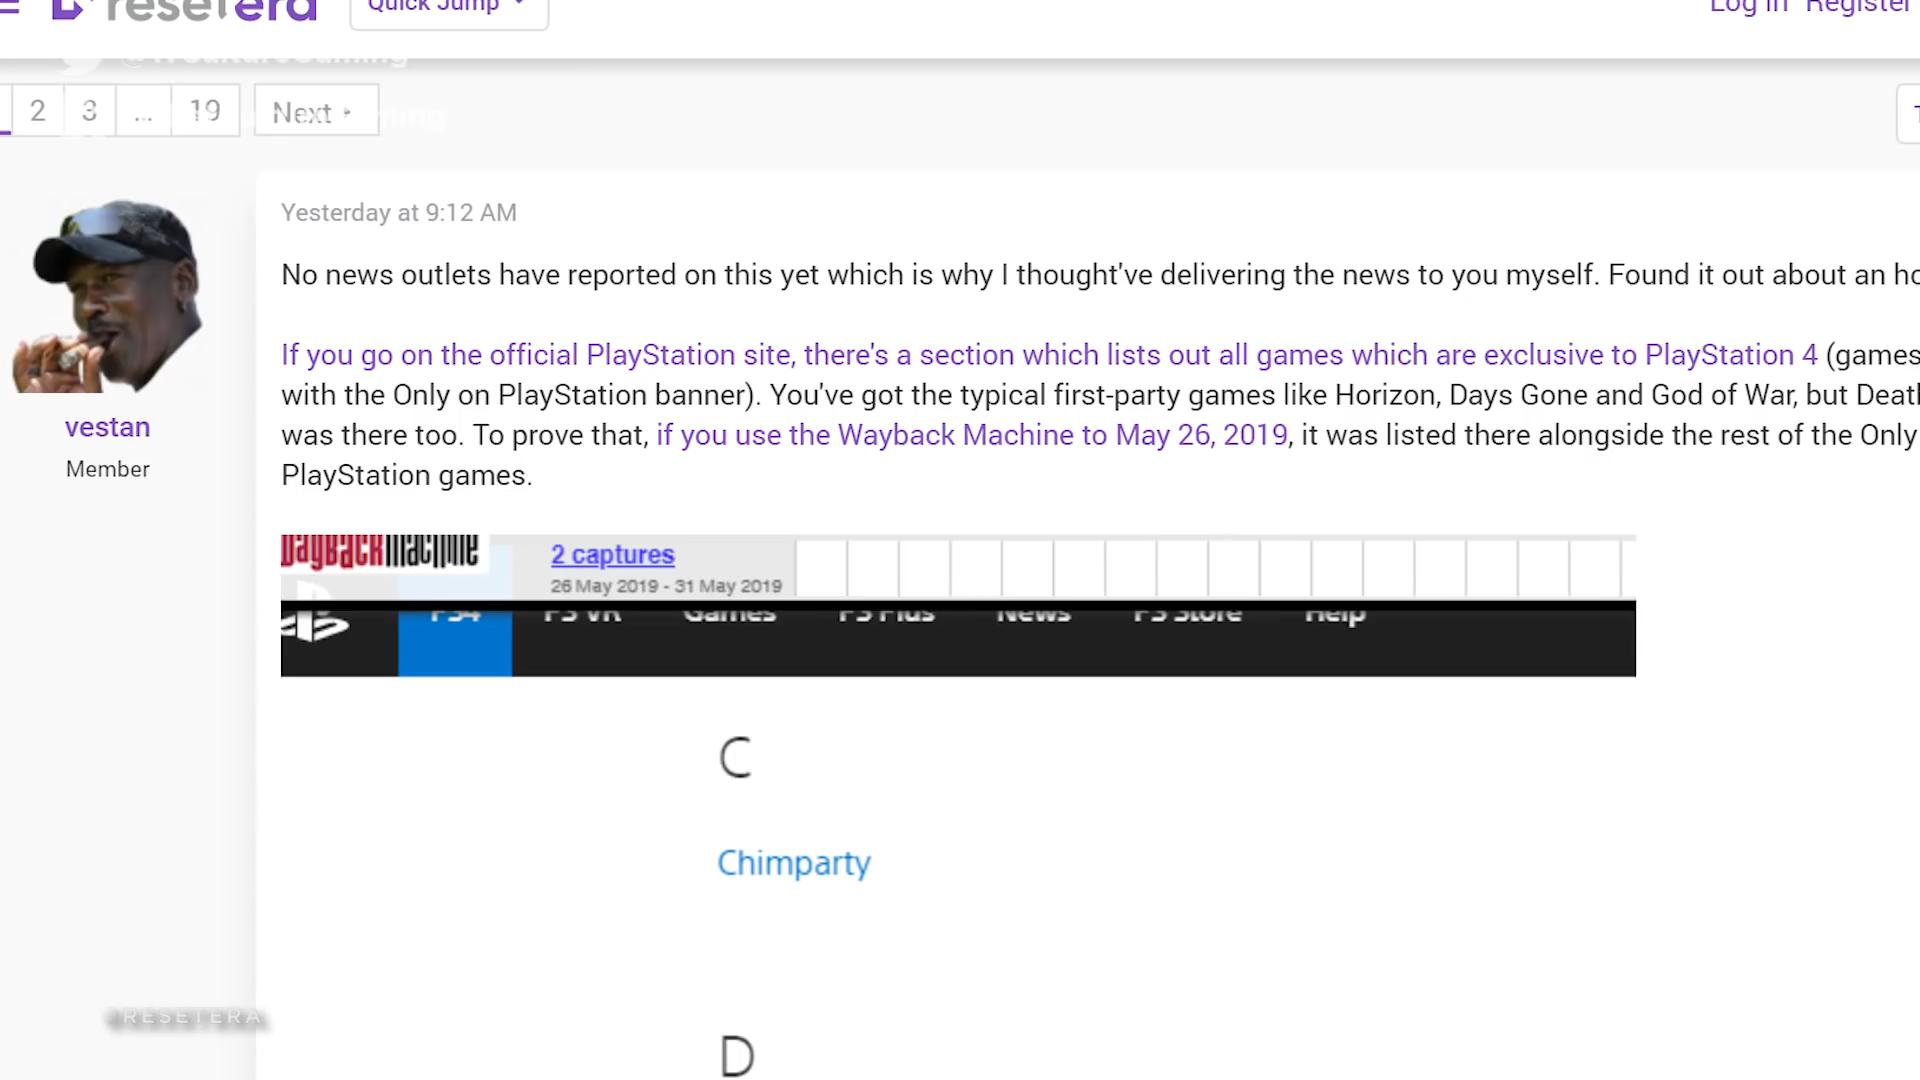 resetera
Quick Jump
Log in Register
2 3 ... 19 Next
Yesterday at 9:12 AM
No news outlets have reported on this yet which is why I thought've delivering the news to you myself. Found it out about an
If you go on the official PlayStation site, there's a section which lists out all games which are exclusive to PlayStation 4 (games
with the Only on PlayStation banner). You've got the typical first-party games like Horizon, Days Gone and God of War, but Death
was there too. To prove that, if you use the Wayback Machine to May 26, 2019, it was listed there alongside the rest of the Only
PlayStation games.
vestan
Member
WayBack Machine
2 captures
26 May 2019 - 31 May 2019
PS4 PS VR Games PS Plus News PS Store Help
C
Chimparty
D
RESETERA